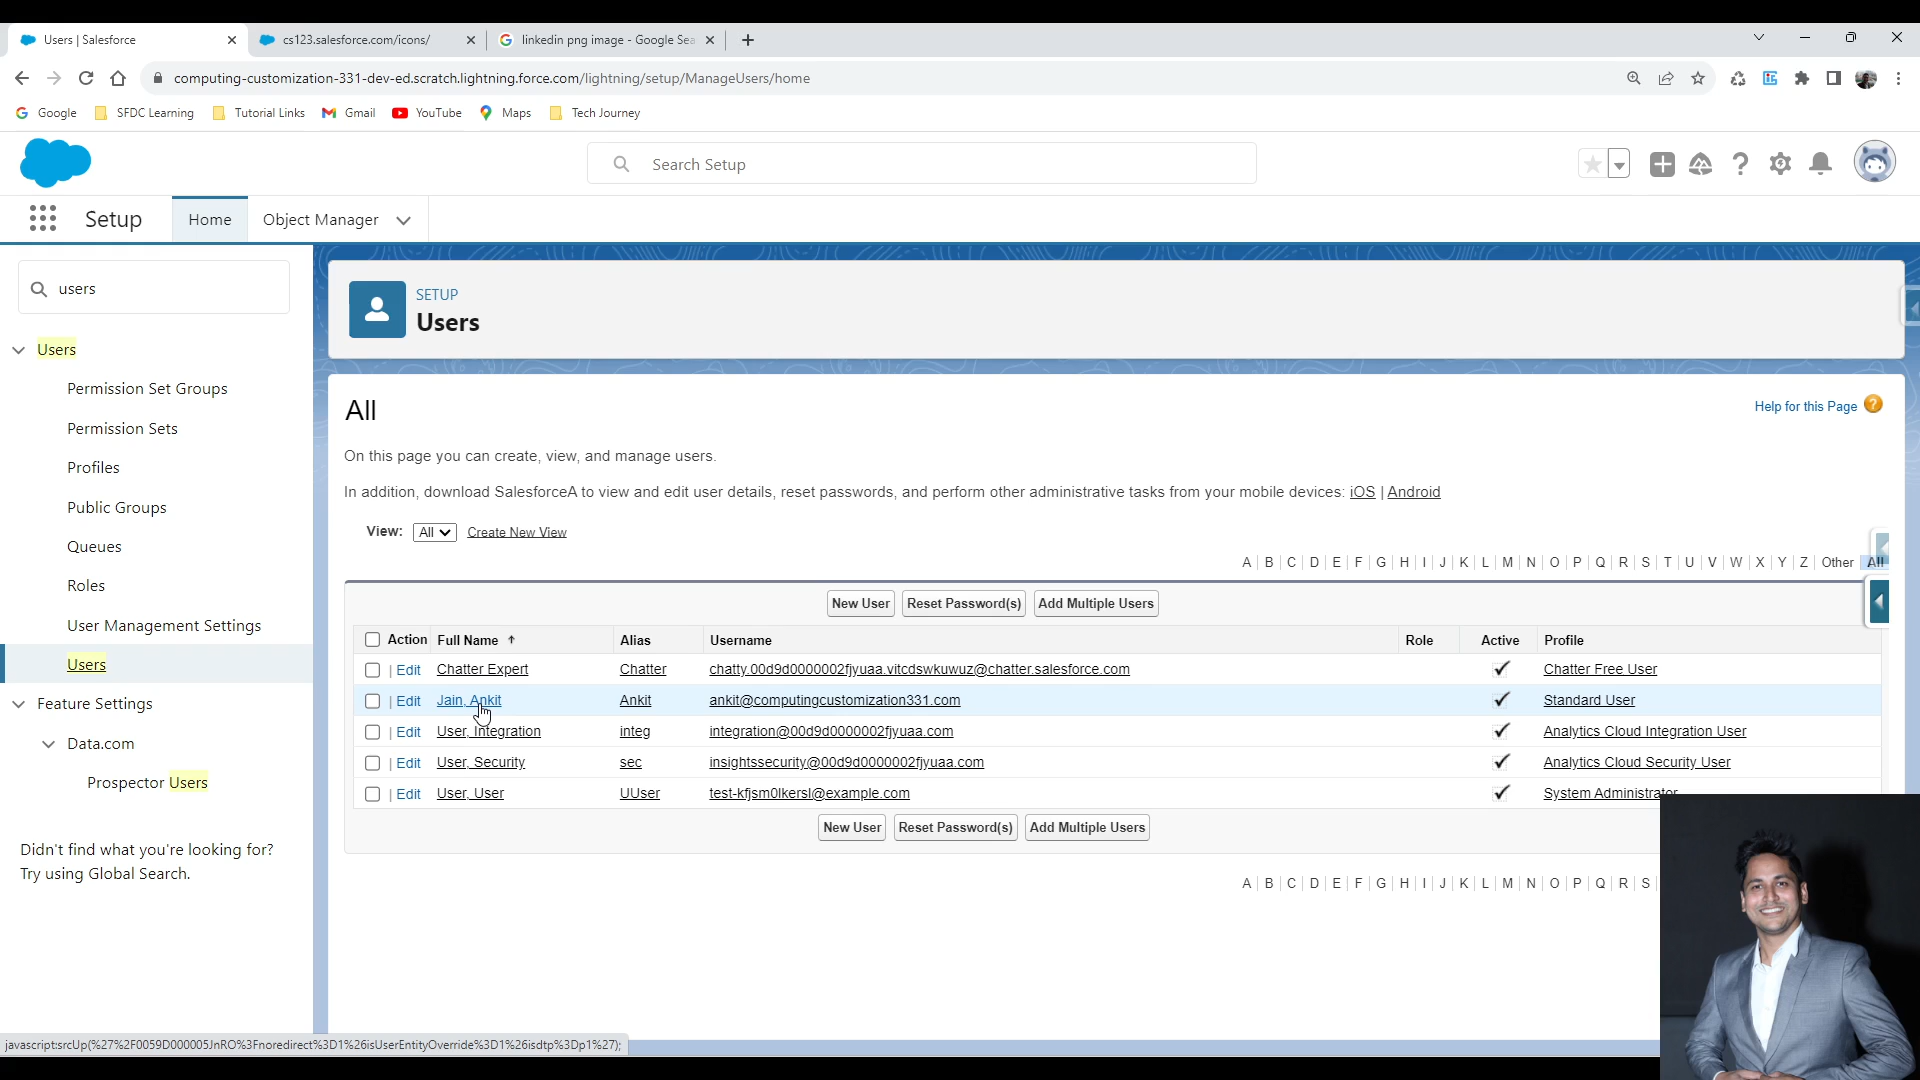 Users | Salesforce
cs123.salesforce.com/icons/
linkedin png image - Google Sea
computing-customization-331-dev-ed.scratch.lightning.force.com/lightning/setup/ManageUsers/home
Google SFDC Learning Tutorial Links Gmail YouTube Maps Tech Journey
Search Setup
Setup Home Object Manager
users
Users
Permission Set Groups
Permission Sets
Profiles
Public Groups
Queues
Roles
User Management Settings
Users
Feature Settings
Data.com
Prospector Users
Didn't find what you're looking for?
Try using Global Search.
SETUP
Users
All
Help for this Page ?
On this page you can create, view, and manage users.
In addition, download SalesforceA to view and edit user details, reset passwords, and perform other administrative tasks from your mobile devices: iOS | Android
View: All Create New View
A | B | C | D | E | F | G | H | I | J | K | L | M | N | O | P | Q | R | S | T | U | V | W | X | Y | Z | Other | All
New User Reset Password(s) Add Multiple Users
Action Full Name ↑ Alias Username Role Active Profile
| Edit Chatter Expert Chatter chatty.00d9d0000002fjyuaa.vitcdswkuwuz@chatter.salesforce.com ✓ Chatter Free User
| Edit Jain, Ankit Ankit ankit@computingcustomization331.com ✓ Standard User
| Edit User, Integration integ integration@00d9d0000002fjyuaa.com ✓ Analytics Cloud Integration User
| Edit User, Security sec insightssecurity@00d9d0000002fjyuaa.com ✓ Analytics Cloud Security User
| Edit User, User UUser test-kfjsm0lkersl@example.com ✓ System Administrator
New User Reset Password(s) Add Multiple Users
A | B | C | D | E | F | G | H | I | J | K | L | M | N | O | P | Q | R | S |
javascript:srcUp(%27%2F0059D000005JnRO%3Fnoredirect%3D1%26isUserEntityOverride%3D1%26isdtp%3Dp1%27);